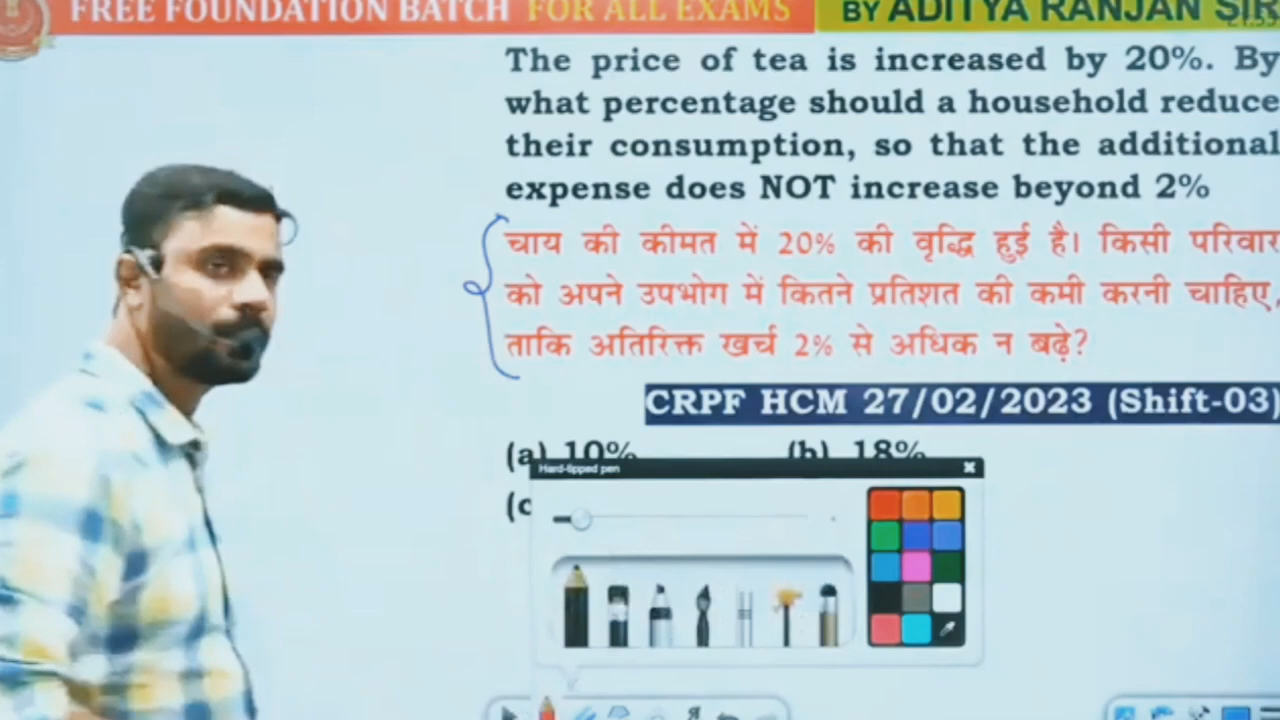 FREE FOUNDATION BATCH FOR ALL EXAMS BY ADITYA RANJAN SIR
The price of tea is increased by 20%. By
what percentage should a household reduce
their consumption, so that the additional
expense does NOT increase beyond 2%
चाय की कीमत में 20% की वृद्धि हुई है। किसी परिवार
को अपने उपभोग में कितने प्रतिशत की कमी करनी चाहिए,
ताकि अतिरिक्त खर्च 2% से अधिक न बढ़े?
CRPF HCM 27/02/2023 (Shift-03)
(a) 10% (b) 18%
Hard-tipped pen
(c